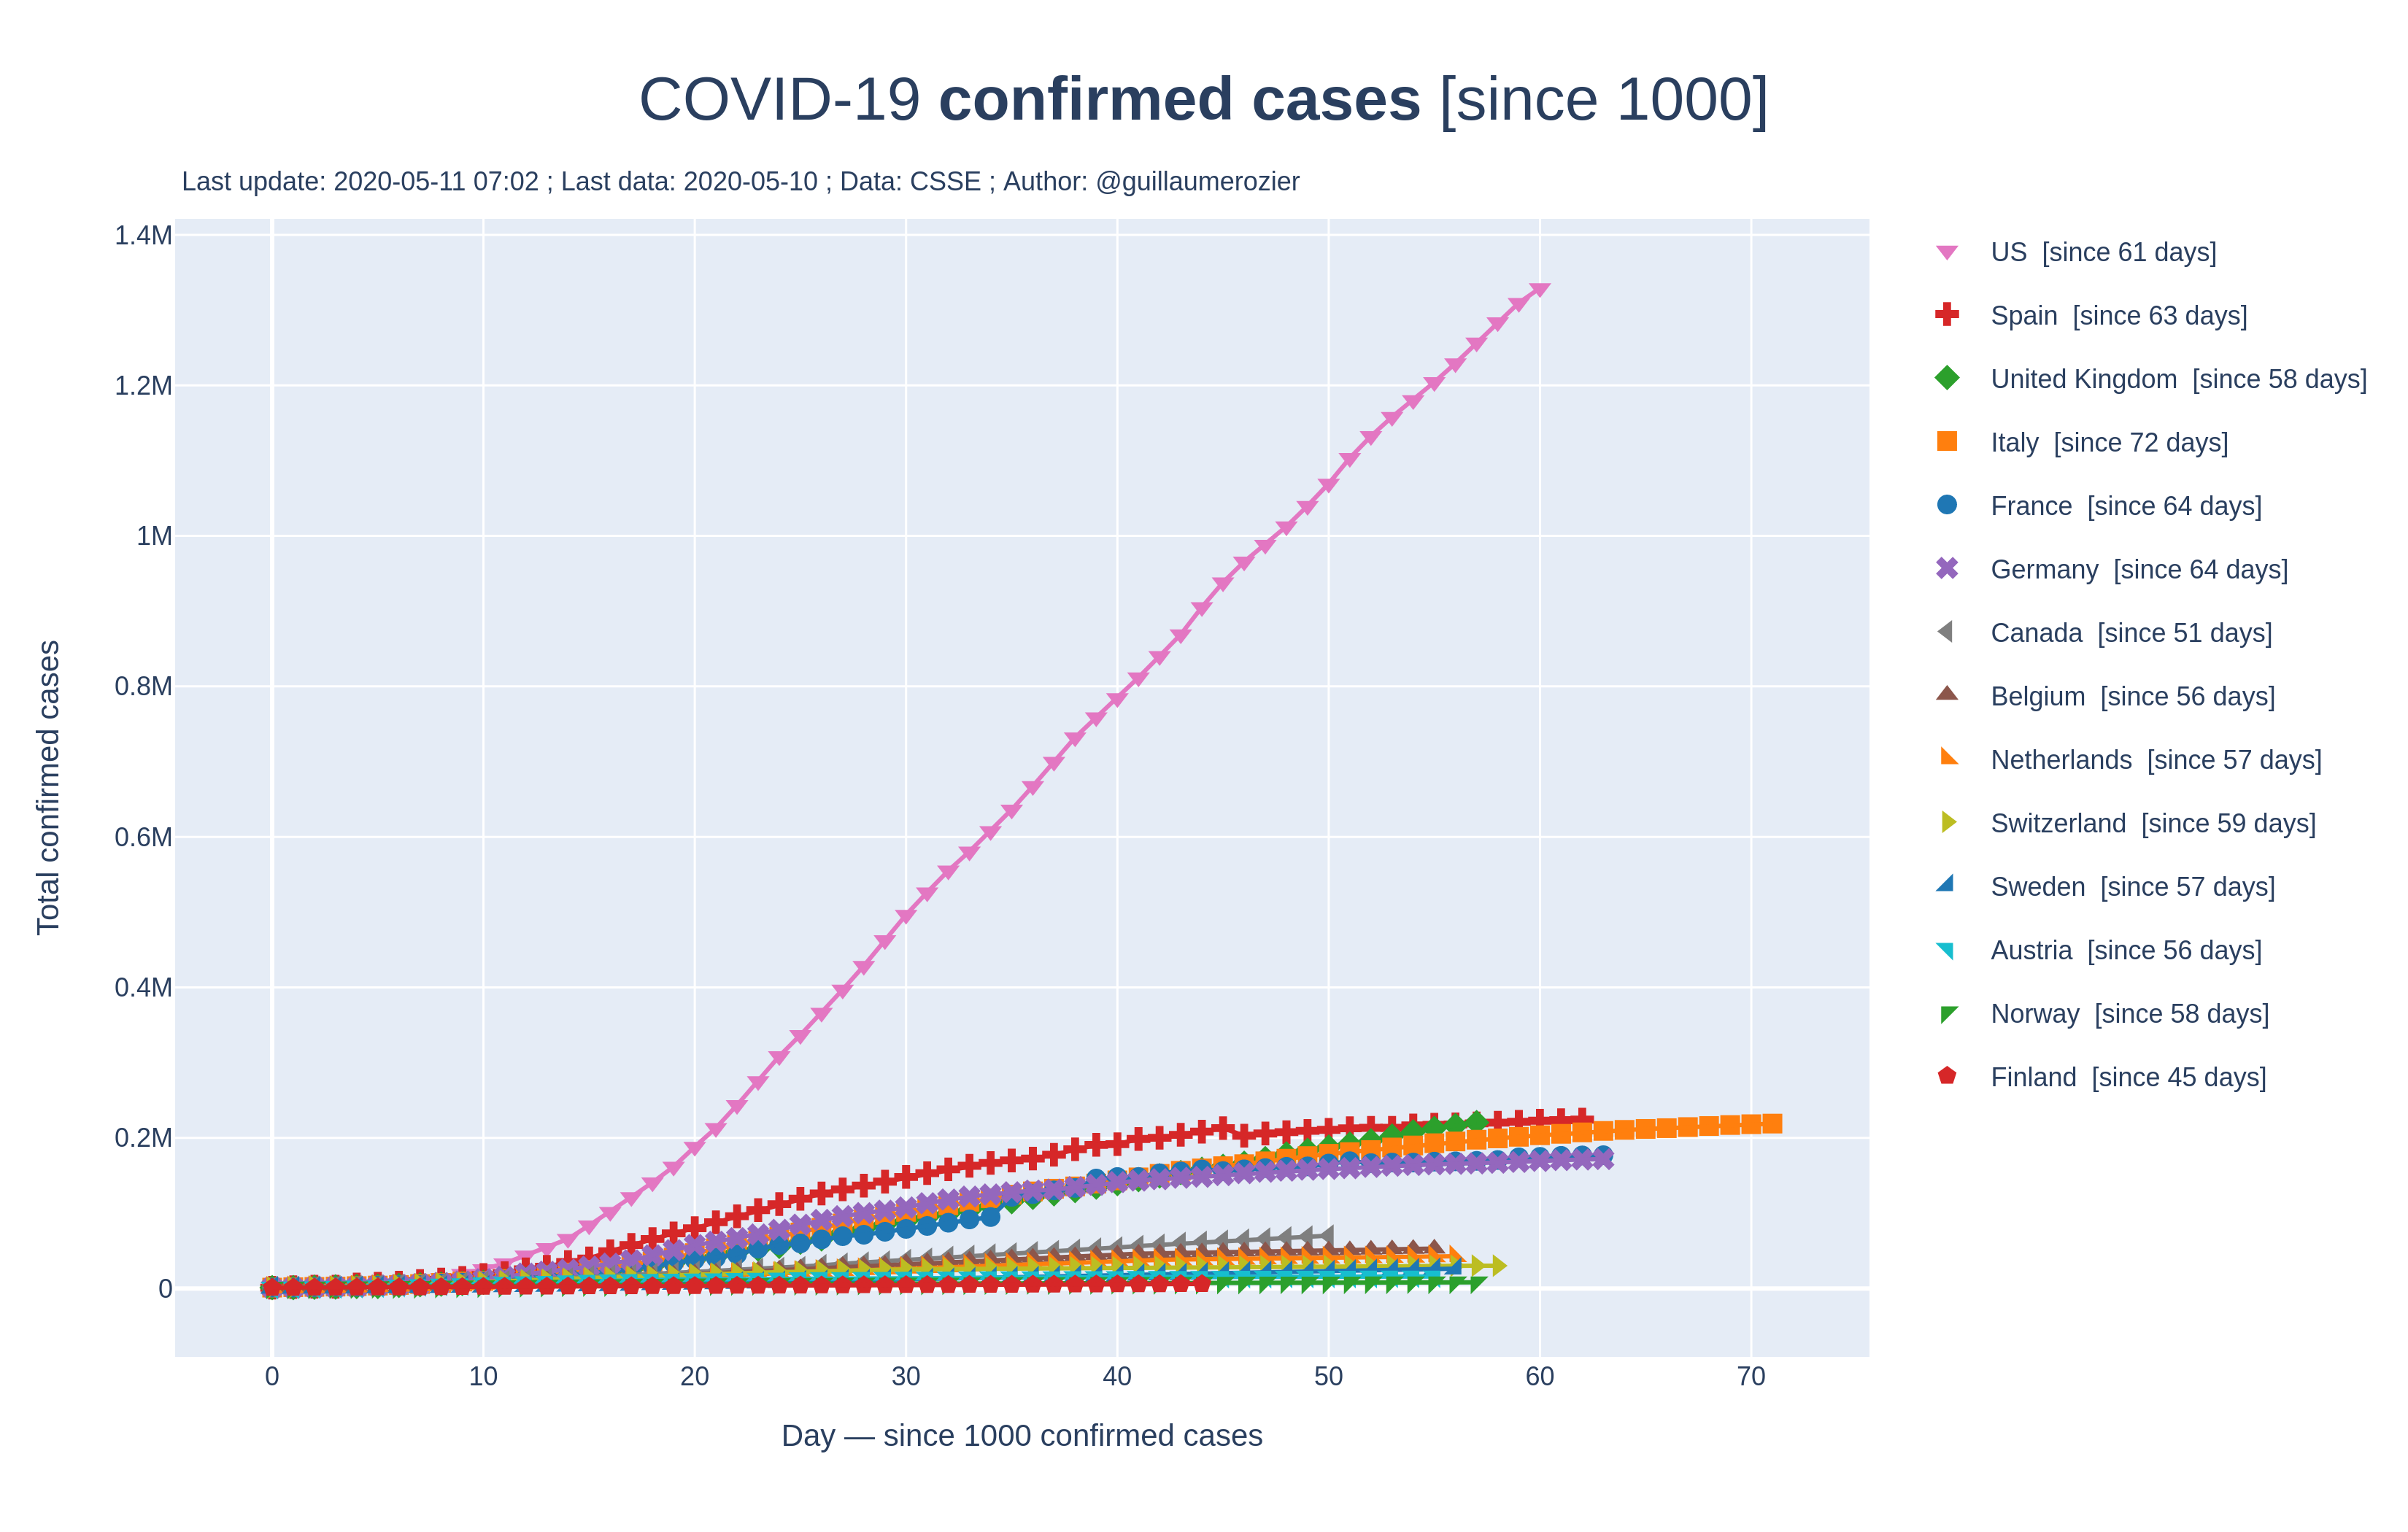 COVID-19 confirmed cases [since 1000]
Last update: 2020-05-11 07:02 ; Last data: 2020-05-10 ; Data: CSSE ; Author: @guillaumerozier
1.4M
1.2M
1M
0.8M
0.6M
0.4M
0.2M
0
Total confirmed cases
0 10 20 30 40 50 60 70
Day — since 1000 confirmed cases
US [since 61 days]
Spain [since 63 days]
United Kingdom [since 58 days]
Italy [since 72 days]
France [since 64 days]
Germany [since 64 days]
Canada [since 51 days]
Belgium [since 56 days]
Netherlands [since 57 days]
Switzerland [since 59 days]
Sweden [since 57 days]
Austria [since 56 days]
Norway [since 58 days]
Finland [since 45 days]